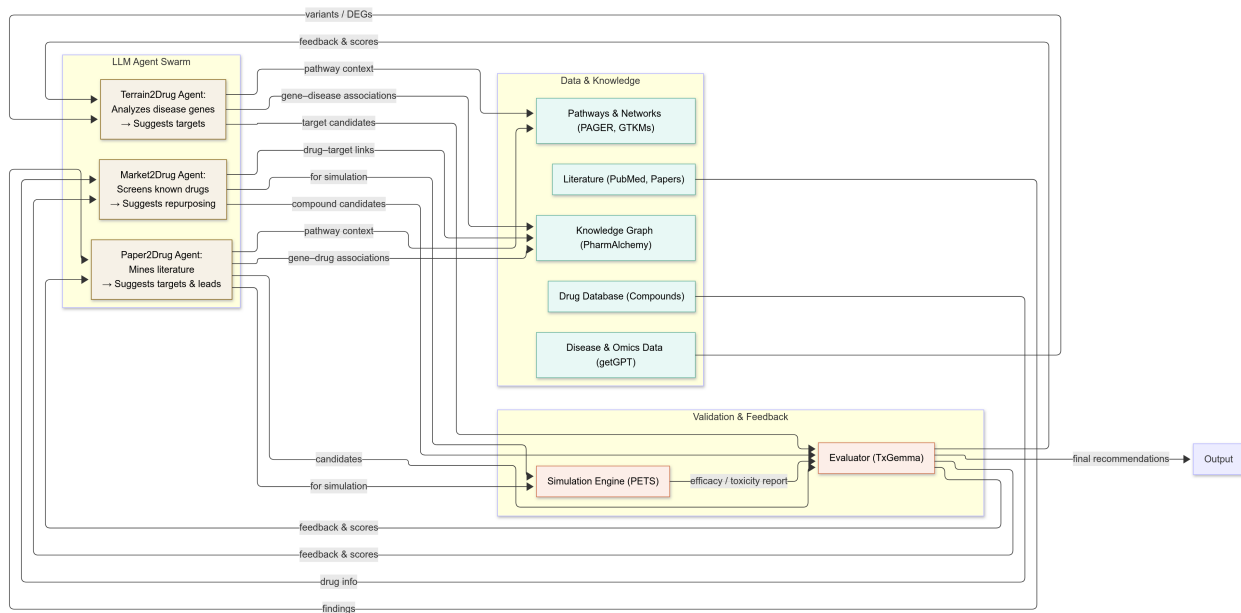 variants / DEGs
feedback & scores
LLM Agent Swarm
Terrain2Drug Agent:
Analyzes disease genes
→ Suggests targets
Market2Drug Agent:
Screens known drugs
→ Suggests repurposing
Paper2Drug Agent:
Mines literature
→ Suggests targets & leads
pathway context
gene–disease associations
target candidates
drug–target links
for simulation
compound candidates
pathway context
gene–drug associations
Data & Knowledge
Pathways & Networks
(PAGER, GTKMs)
Literature (PubMed, Papers)
Knowledge Graph
(PharmAlchemy)
Drug Database (Compounds)
Disease & Omics Data
(getGPT)
Validation & Feedback
candidates
for simulation
Simulation Engine (PETS)
efficacy / toxicity report
Evaluator (TxGemma)
final recommendations
Output
feedback & scores
feedback & scores
drug info
findings